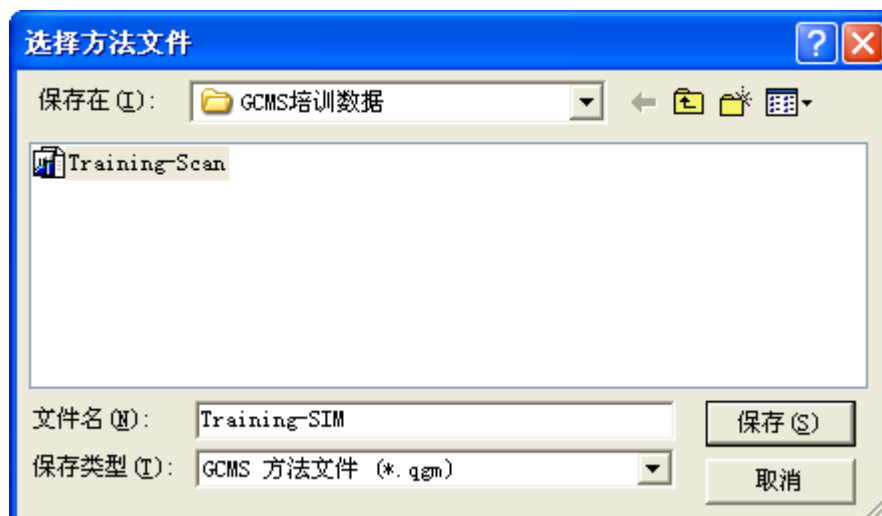 选择方法文件
保存在(I): GCMS培训数据
Training-Scan
文件名(N): Training-SIM 保存(S)
保存类型(T): GCMS 方法文件 (*.qgm) 取消